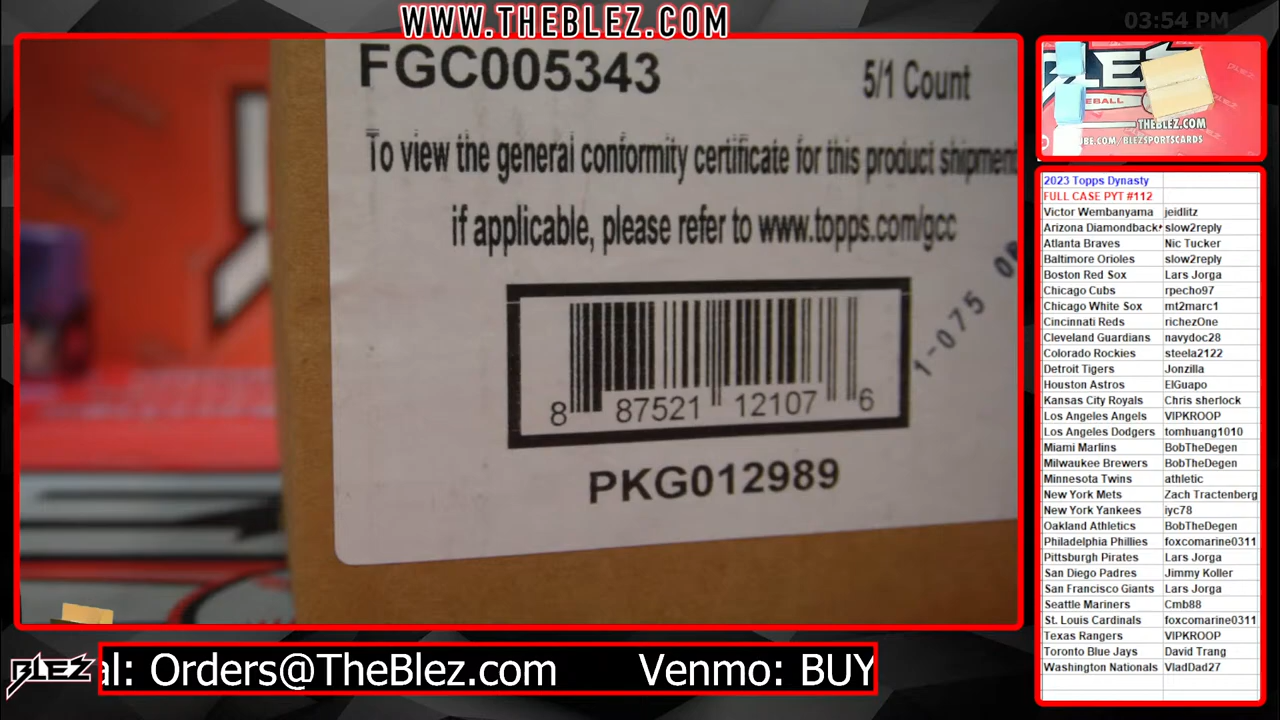 WWW.THEBLEZ.COM
03:54 PM
FGC005343
5/1 Count
To view the general conformity certificate for this product shipment
if applicable, please refer to www.topps.com/gcc
8 87521 12107 6
PKG012989
1-075
THEBLEZ.COM
2023 Topps Dynasty
FULL CASE PYT #112
Victor Wembanyama jeidlitz
Arizona Diamondback slow2reply
Atlanta Braves Nic Tucker
Baltimore Orioles slow2reply
Boston Red Sox Lars Jorga
Chicago Cubs rpecho97
Chicago White Sox mt2marc1
Cincinnati Reds richezOne
Cleveland Guardians navydoc28
Colorado Rockies steela2122
Detroit Tigers Jonzilla
Houston Astros ElGuapo
Kansas City Royals Chris sherlock
Los Angeles Angels VIPKROOP
Los Angeles Dodgers tomhuang1010
Miami Marlins BobTheDegen
Milwaukee Brewers BobTheDegen
Minnesota Twins athletic
New York Mets Zach Tractenberg
New York Yankees iyc78
Oakland Athletics BobTheDegen
Philadelphia Phillies foxcomarine0311
Pittsburgh Pirates Lars Jorga
San Diego Padres Jimmy Koller
San Francisco Giants Lars Jorga
Seattle Mariners Cmb88
St. Louis Cardinals foxcomarine0311
Texas Rangers VIPKROOP
Toronto Blue Jays David Trang
Washington Nationals VladDad27
BLEZ
al: Orders@TheBlez.com Venmo: BUY